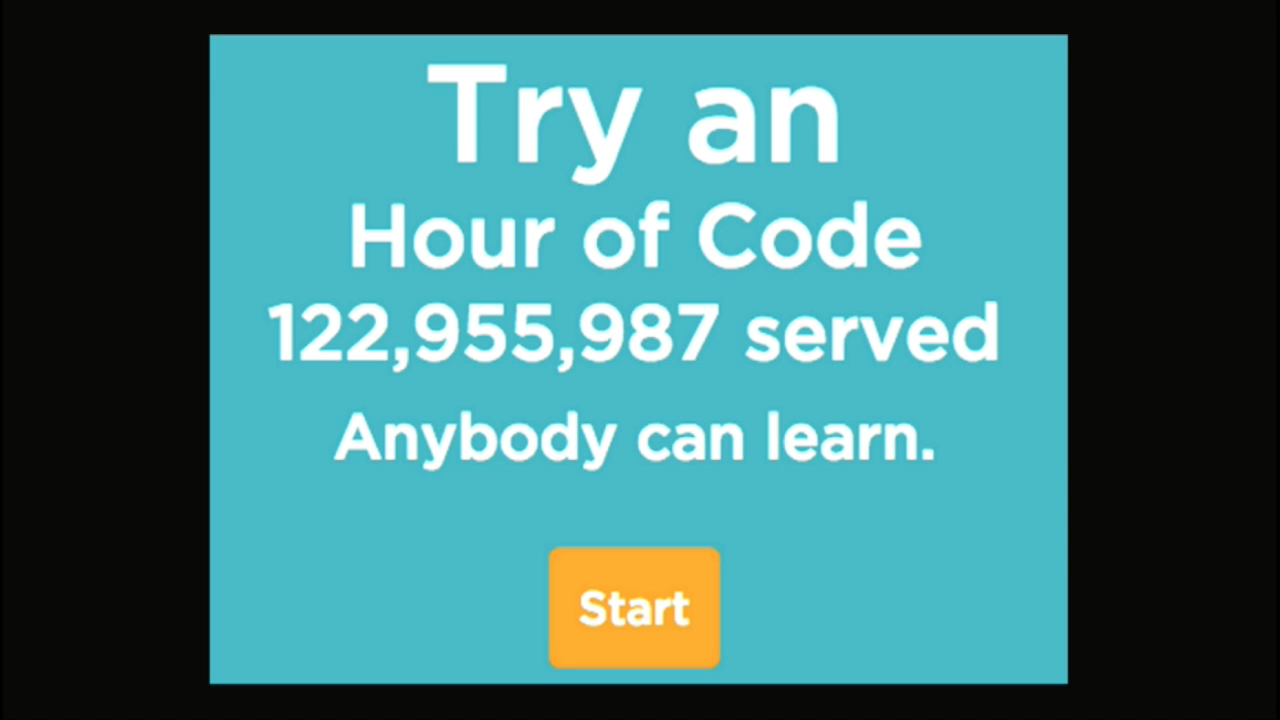 Try an
Hour of Code
122,955,987 served
Anybody can learn.
Start